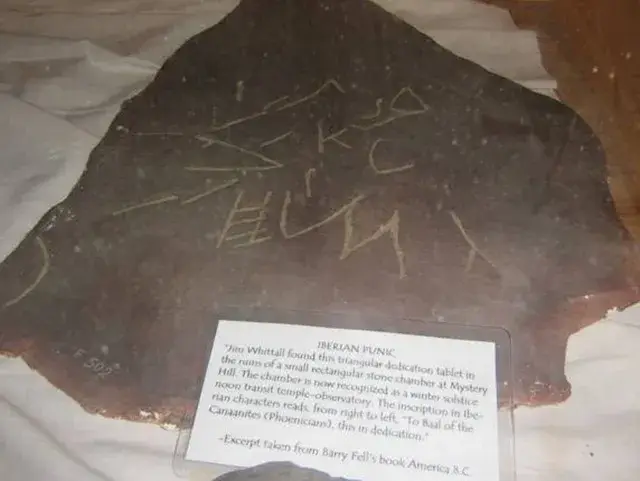 F 502
IBERIAN PUNIC
"Jim Whittall found this triangular dedication tablet in
the ruins of a small rectangular stone chamber at Mystery
Hill. The chamber is now recognized as a winter solstice
noon transit temple-observatory. The inscription in Ibe-
rian characters reads, from right to left, "To Baal of the
Canaanites (Phoenicians), this in dedication."
-Excerpt taken from Barry Fell's book America B.C.